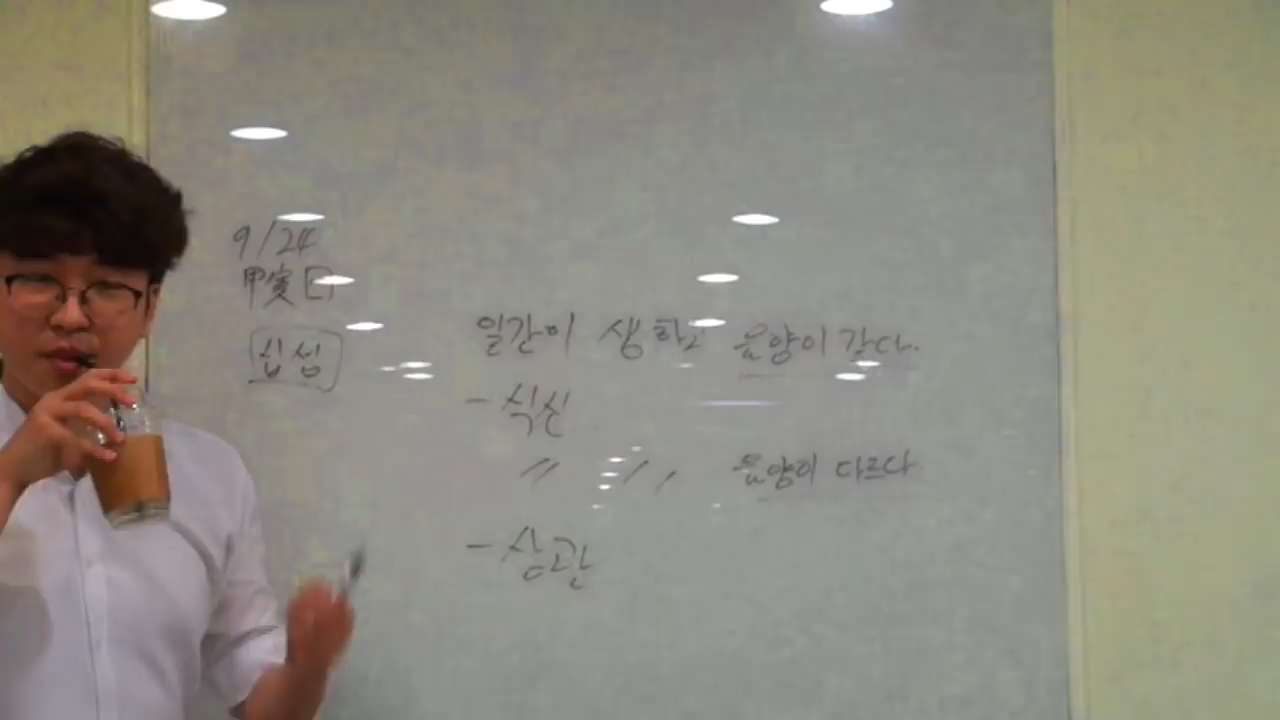 9/24
甲寅日
십성
일간이 생하고 음양이 같다.
- 식신
〃 〃 음양이 다르다
- 상관